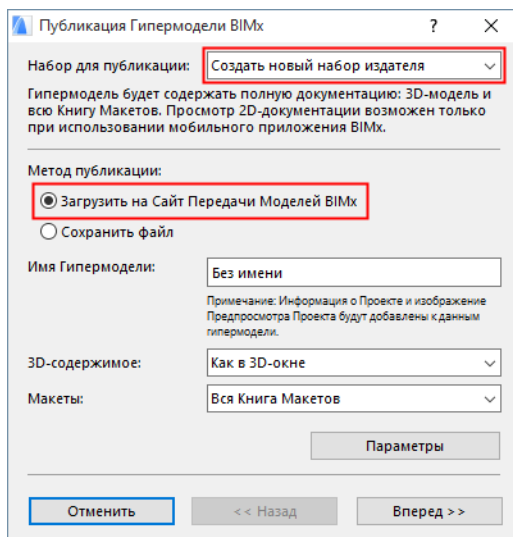 Публикация Гипермодели BIMx ? ×
Набор для публикации: Создать новый набор издателя
Гипермодель будет содержать полную документацию: 3D-модель и
всю Книгу Макетов. Просмотр 2D-документации возможен только
при использовании мобильного приложения BIMx.
Метод публикации:
Загрузить на Сайт Передачи Моделей BIMx
Сохранить файл
Имя Гипермодели: Без имени
Примечание: Информация о Проекте и изображение
Предпросмотра Проекта будут добавлены к данным
гипермодели.
3D-содержимое: Как в 3D-окне
Макеты: Вся Книга Макетов
Параметры
Отменить << Назад Вперед >>